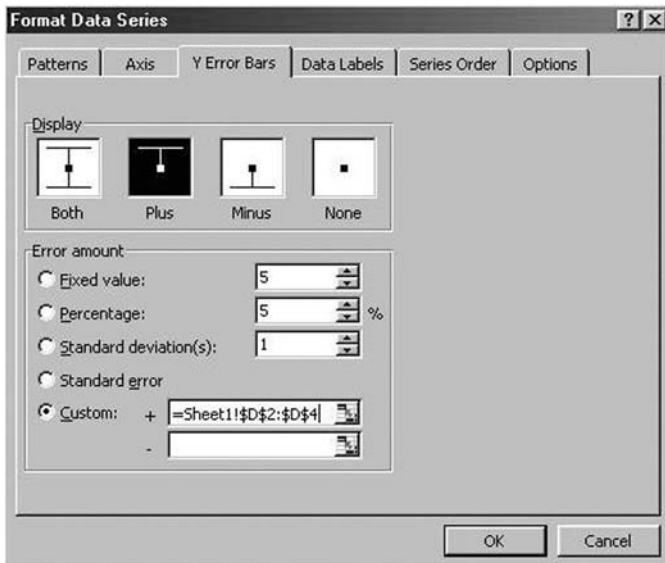 Format Data Series
Patterns Axis Y Error Bars Data Labels Series Order Options
Display
Both Plus Minus None
Error amount
Fixed value: 5
Percentage: 5 %
Standard deviation(s): 1
Standard error
Custom: + =Sheet1!$D$2:$D$4
-
OK Cancel